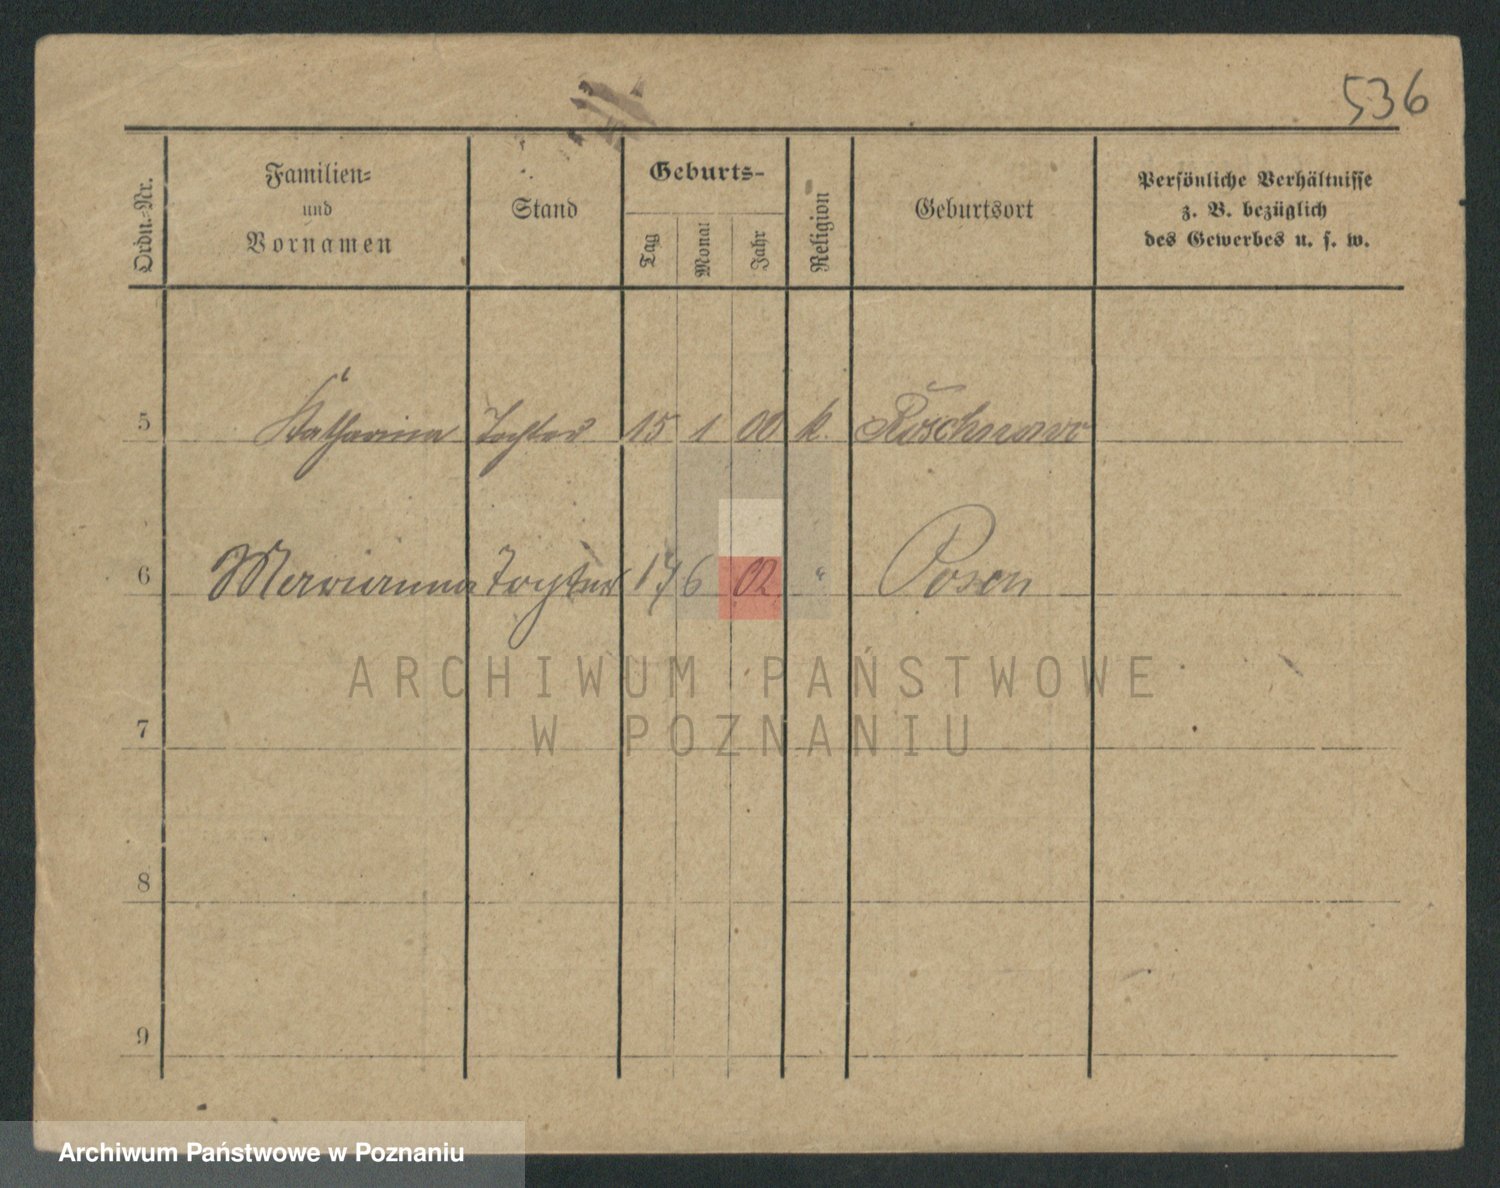 536
Ordn.-Nr.
Familien-
und
Vornamen
Stand
Geburts-
Tag Monat Jahr
Religion
Geburtsort
Persönliche Verhältnisse
z. B. bezüglich
des Gewerbes u. s. w.
5 Katharina Tochter 15 1 00 k.
6 Marianna Tochter 17 6 02 " Posen
ARCHIWUM PAŃSTWOWE
W POZNANIU
7
8
9
Archiwum Państwowe w Poznaniu